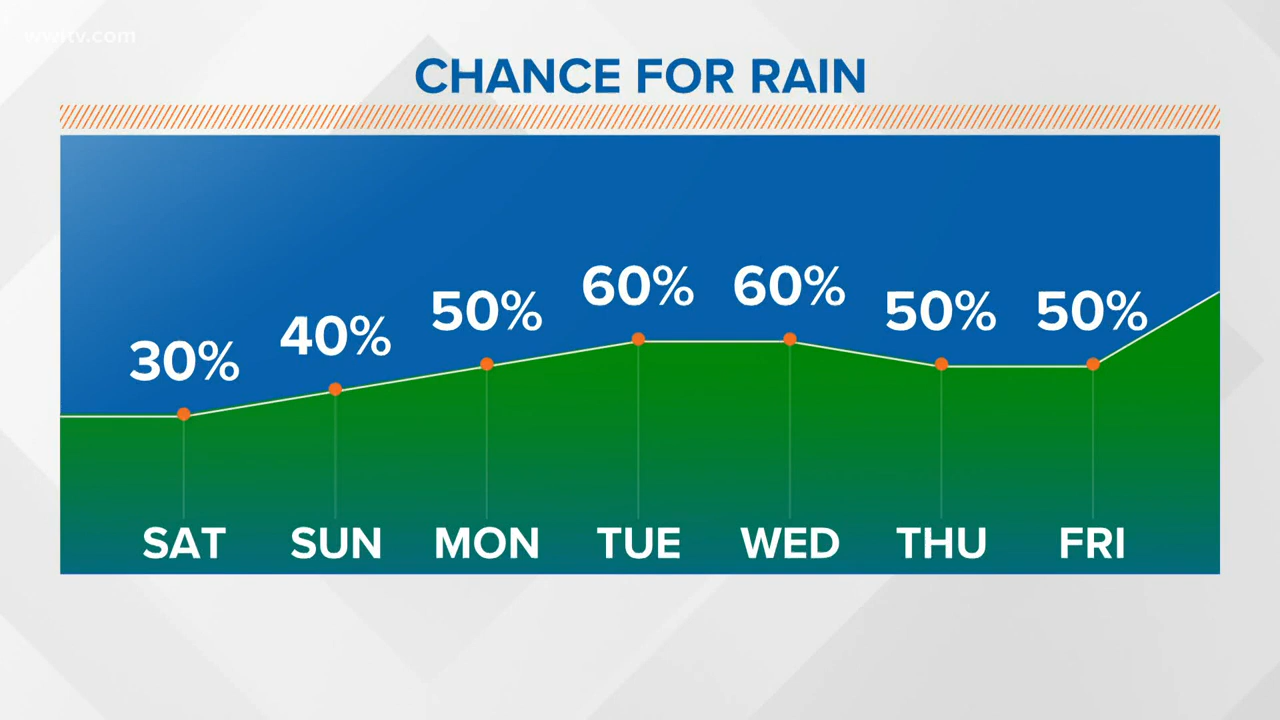 wwltv.com
CHANCE FOR RAIN
30% 40% 50% 60% 60% 50% 50%
SAT SUN MON TUE WED THU FRI